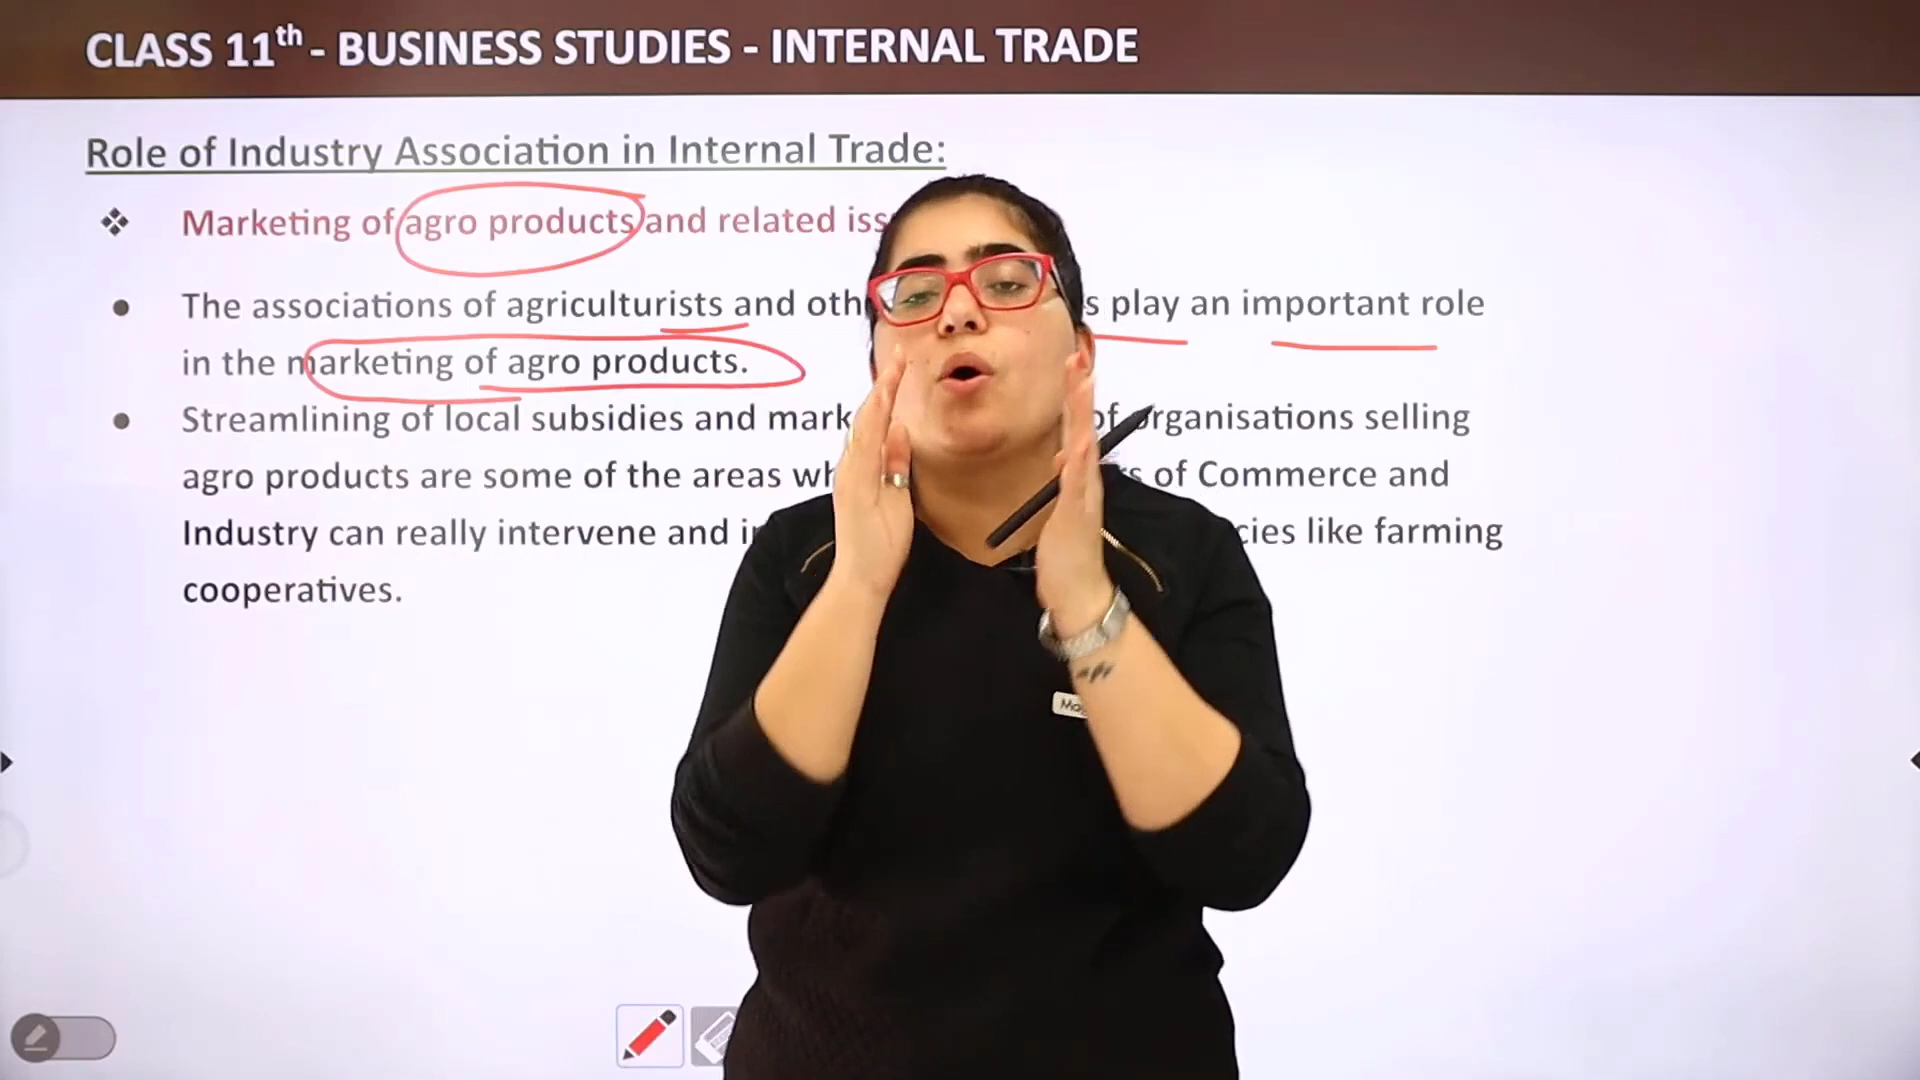 CLASS 11th - BUSINESS STUDIES - INTERNAL TRADE
Role of Industry Association in Internal Trade:
❖ Marketing of agro products and related iss
● The associations of agriculturists and oth s play an important role
in the marketing of agro products.
● Streamlining of local subsidies and mark of organisations selling
agro products are some of the areas wh rs of Commerce and
Industry can really intervene and in cies like farming
cooperatives.